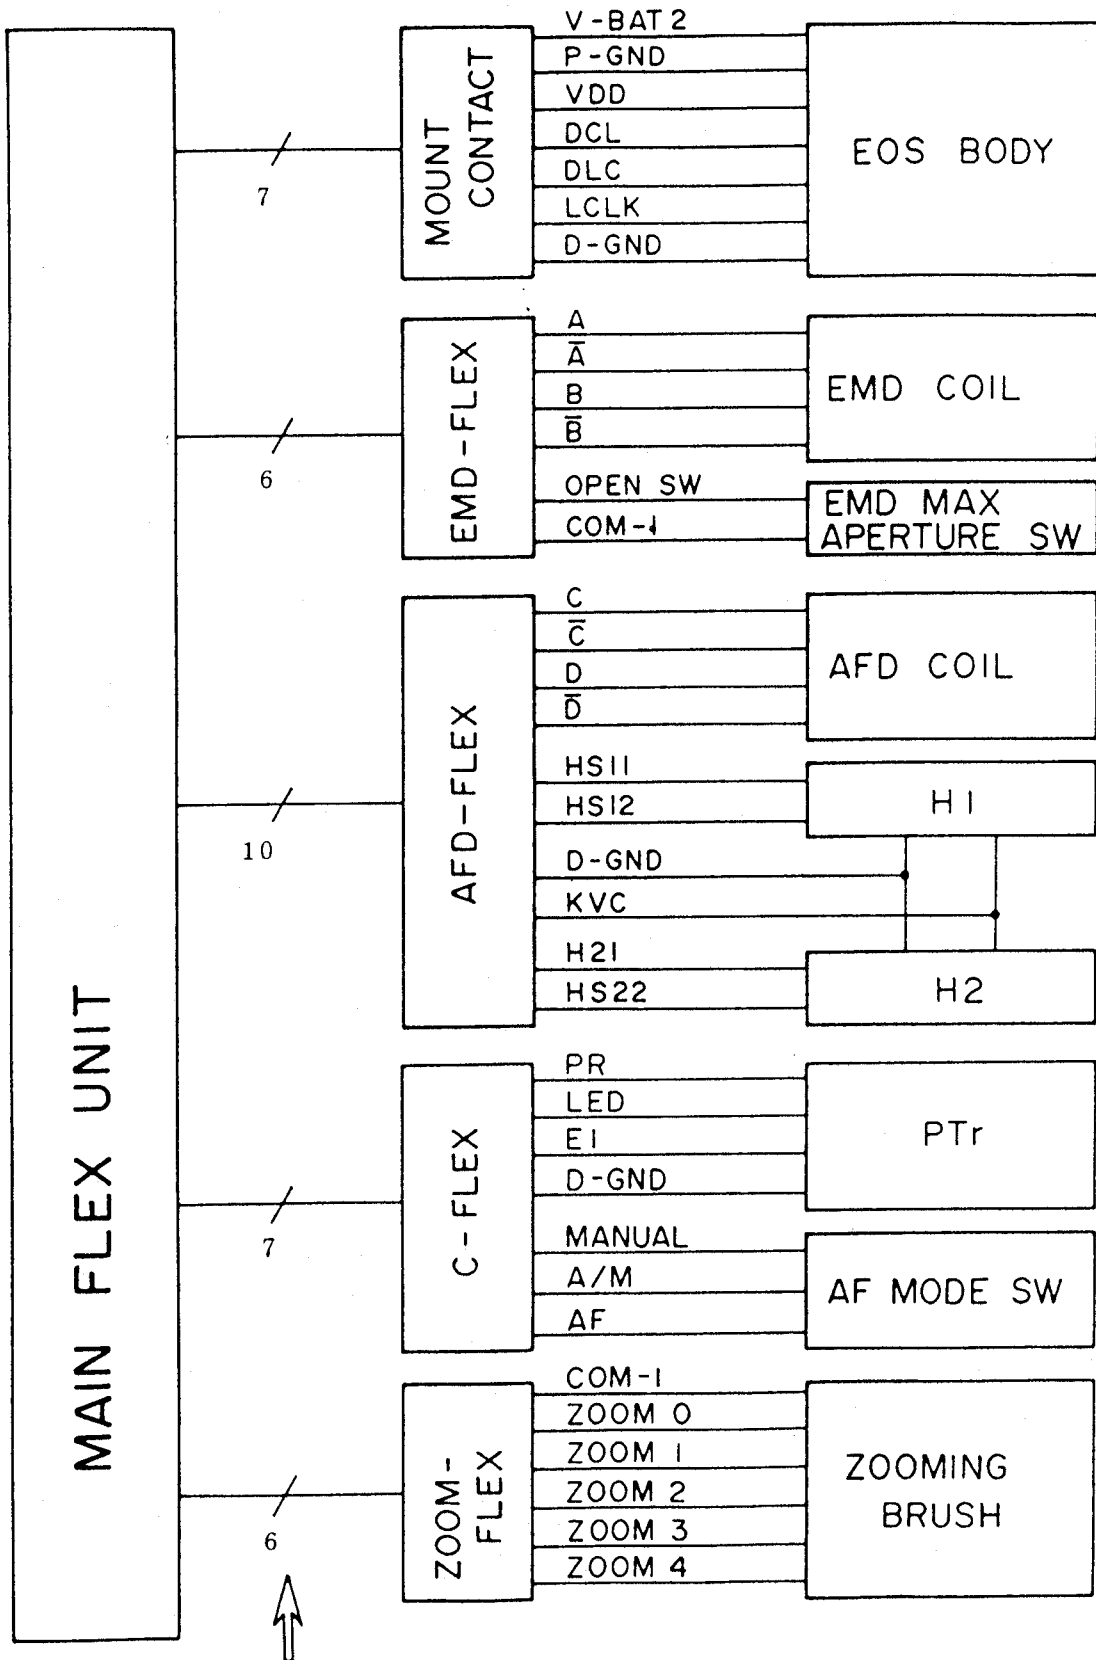 MAIN FLEX UNIT
7
MOUNT
CONTACT
V-BAT 2
P-GND
VDD
DCL
DLC
LCLK
D-GND
EOS BODY
6
EMD-FLEX
A
A̅
B
B̅
EMD COIL
OPEN SW
COM-1
EMD MAX
APERTURE SW
10
AFD-FLEX
C
C̅
D
D̅
AFD COIL
HS11
HS12
H1
D-GND
KVC
H21
HS22
H2
7
C-FLEX
PR
LED
E1
D-GND
PTr
MANUAL
A/M
AF
AF MODE SW
6
ZOOM-
FLEX
COM-1
ZOOM 0
ZOOM 1
ZOOM 2
ZOOM 3
ZOOM 4
ZOOMING
BRUSH